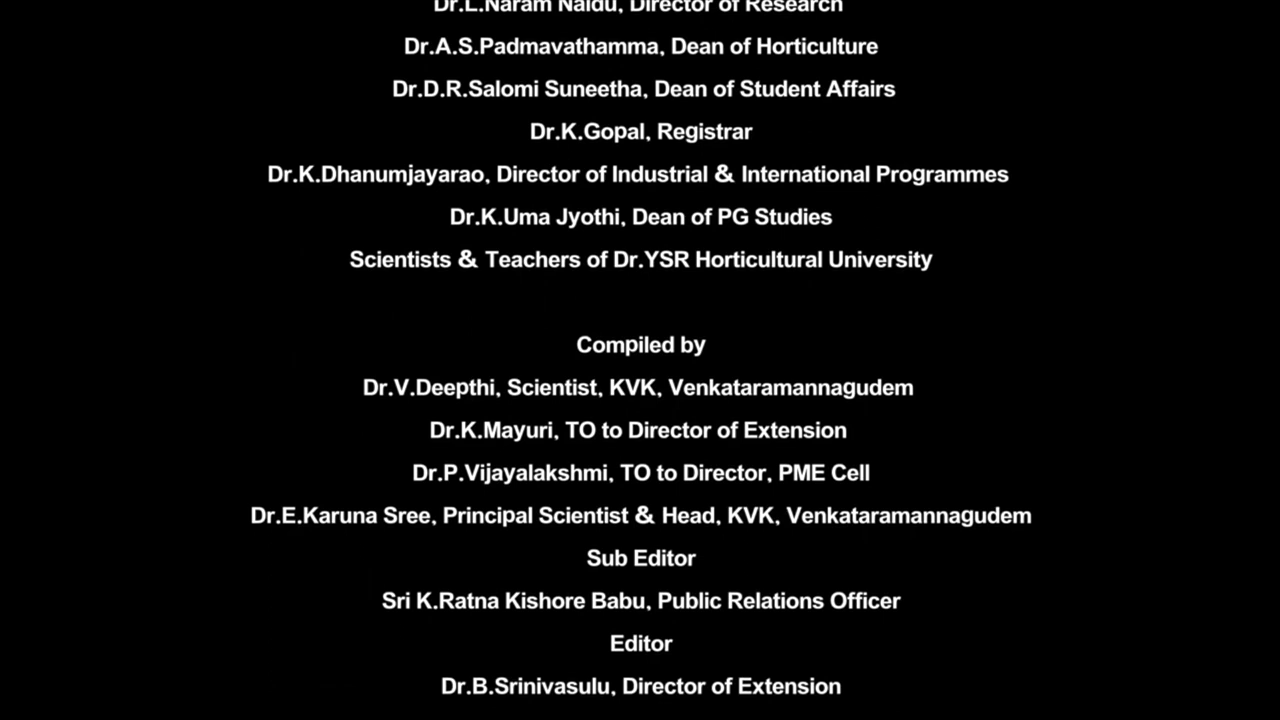 Dr.L.Naram Naidu, Director of Research
Dr.A.S.Padmavathamma, Dean of Horticulture
Dr.D.R.Salomi Suneetha, Dean of Student Affairs
Dr.K.Gopal, Registrar
Dr.K.Dhanumjayarao, Director of Industrial & International Programmes
Dr.K.Uma Jyothi, Dean of PG Studies
Scientists & Teachers of Dr.YSR Horticultural University
Compiled by
Dr.V.Deepthi, Scientist, KVK, Venkataramannagudem
Dr.K.Mayuri, TO to Director of Extension
Dr.P.Vijayalakshmi, TO to Director, PME Cell
Dr.E.Karuna Sree, Principal Scientist & Head, KVK, Venkataramannagudem
Sub Editor
Sri K.Ratna Kishore Babu, Public Relations Officer
Editor
Dr.B.Srinivasulu, Director of Extension